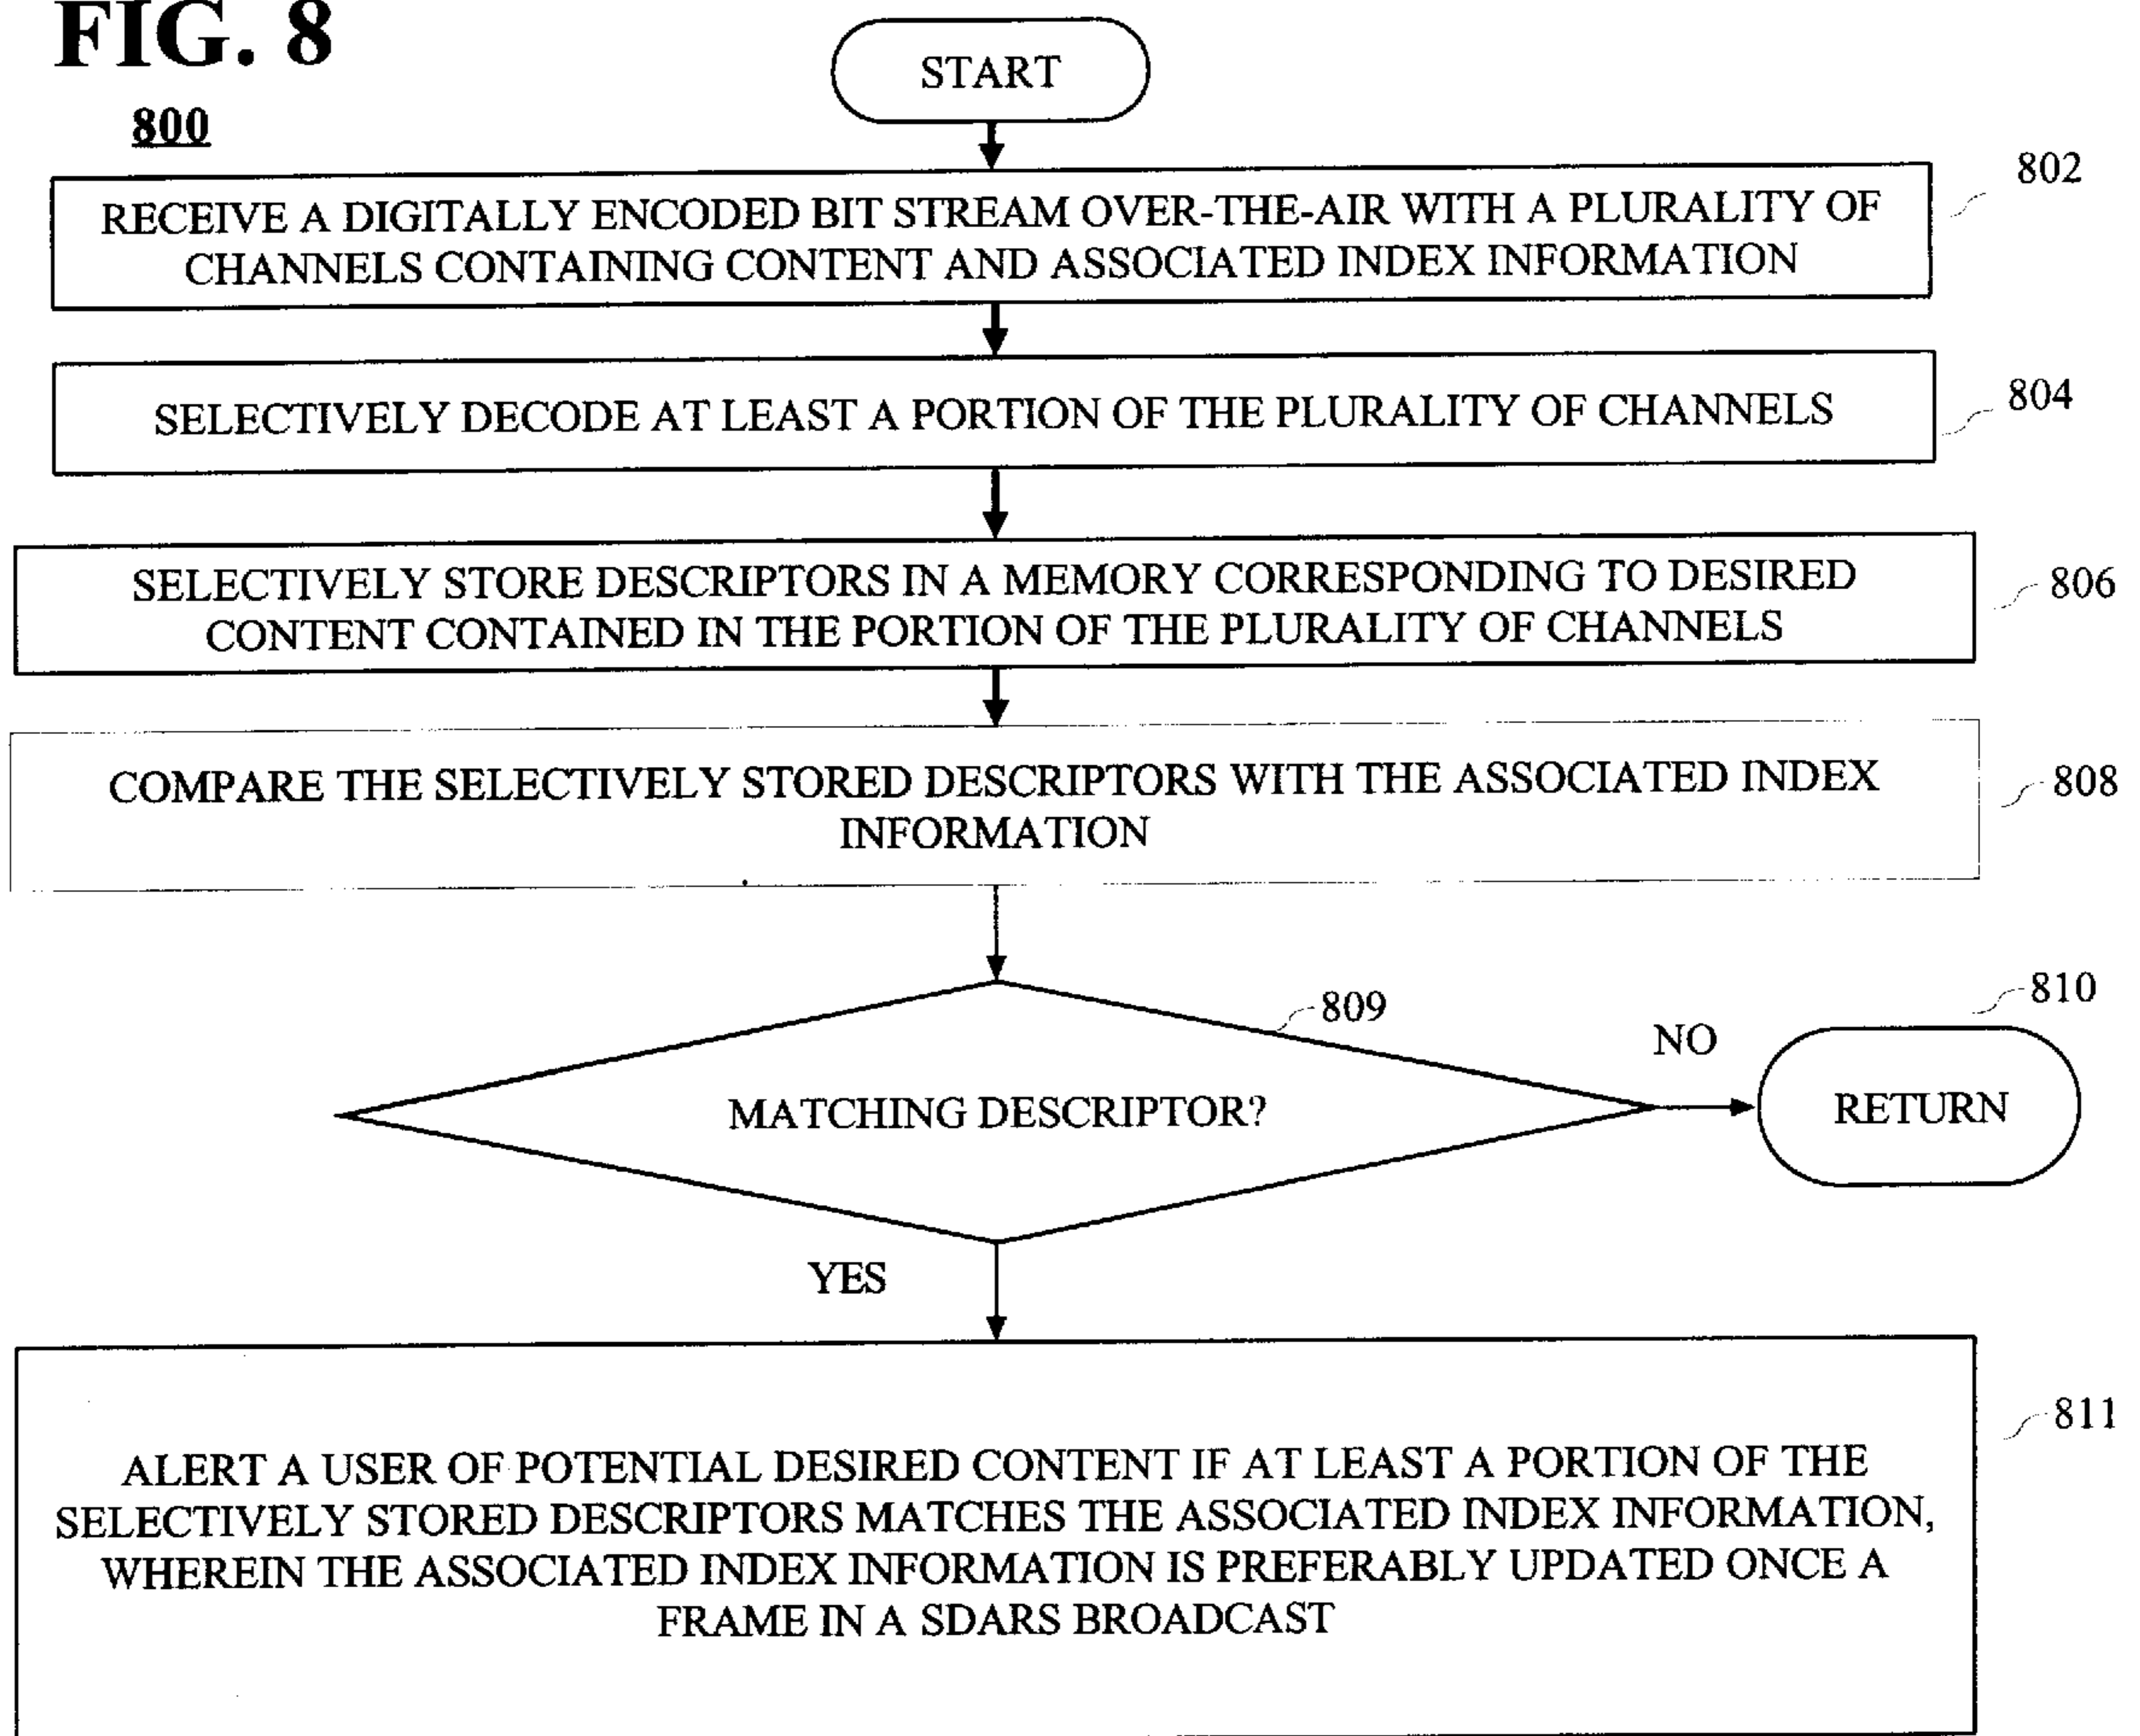 FIG. 8
800
START
802
RECEIVE A DIGITALLY ENCODED BIT STREAM OVER-THE-AIR WITH A PLURALITY OF
CHANNELS CONTAINING CONTENT AND ASSOCIATED INDEX INFORMATION
804
SELECTIVELY DECODE AT LEAST A PORTION OF THE PLURALITY OF CHANNELS
806
SELECTIVELY STORE DESCRIPTORS IN A MEMORY CORRESPONDING TO DESIRED
CONTENT CONTAINED IN THE PORTION OF THE PLURALITY OF CHANNELS
808
COMPARE THE SELECTIVELY STORED DESCRIPTORS WITH THE ASSOCIATED INDEX
INFORMATION
809
MATCHING DESCRIPTOR?
NO
810
RETURN
YES
811
ALERT A USER OF POTENTIAL DESIRED CONTENT IF AT LEAST A PORTION OF THE
SELECTIVELY STORED DESCRIPTORS MATCHES THE ASSOCIATED INDEX INFORMATION,
WHEREIN THE ASSOCIATED INDEX INFORMATION IS PREFERABLY UPDATED ONCE A
FRAME IN A SDARS BROADCAST